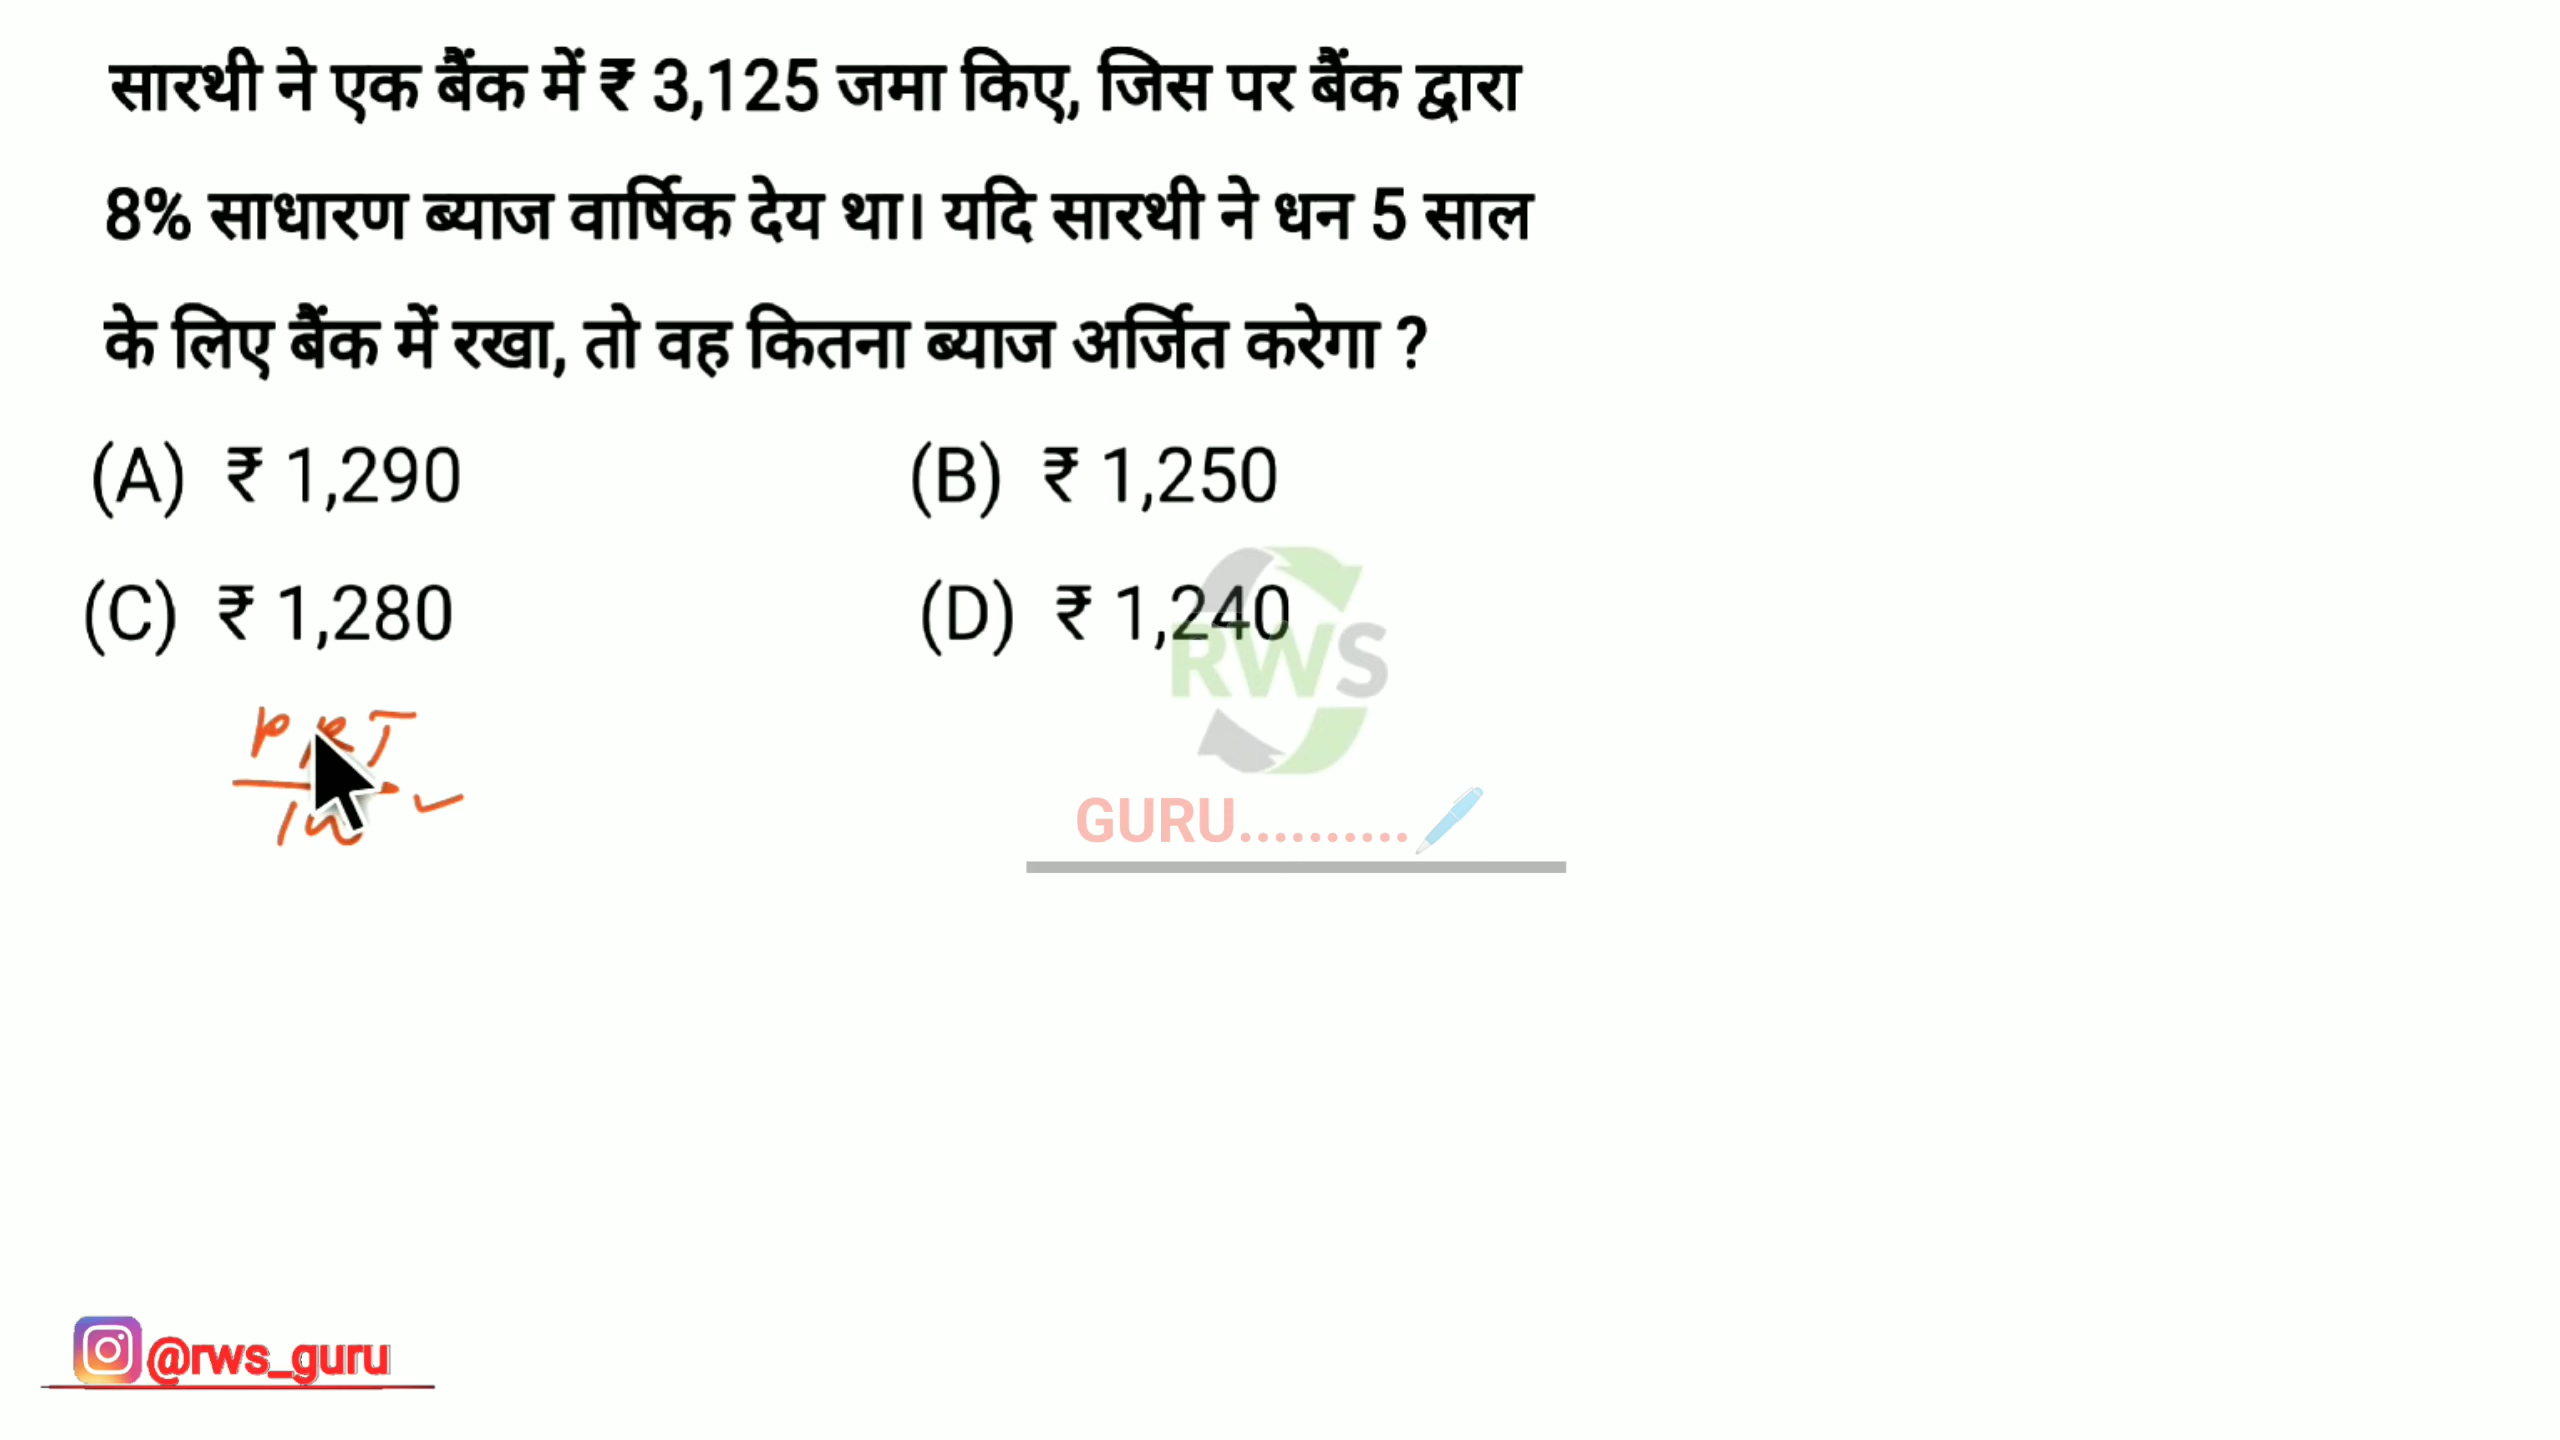 सारथी ने एक बैंक में ₹ 3,125 जमा किए, जिस पर बैंक द्वारा
8% साधारण ब्याज वार्षिक देय था। यदि सारथी ने धन 5 साल
के लिए बैंक में रखा, तो वह कितना ब्याज अर्जित करेगा ?
(A) ₹ 1,290 (B) ₹ 1,250
(C) ₹ 1,280 (D) ₹ 1,240
RWS
PRT
GURU..........
@rws_guru